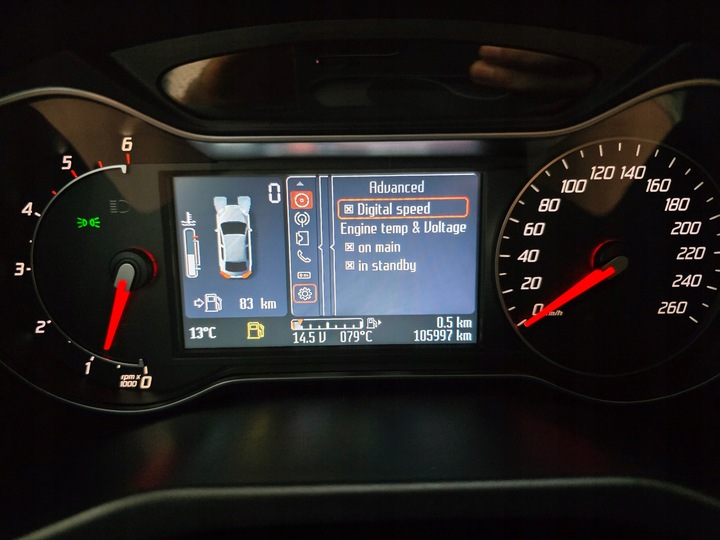 6
5
4
3
2
1
0
rpm x
1000
0
83 km
13°C
Advanced
Digital speed
Engine temp & Voltage
on main
in standby
14.5 V 079°C
0.5 km
105997 km
0
20
40
60
80
100
120
140
160
180
200
220
240
260
km/h